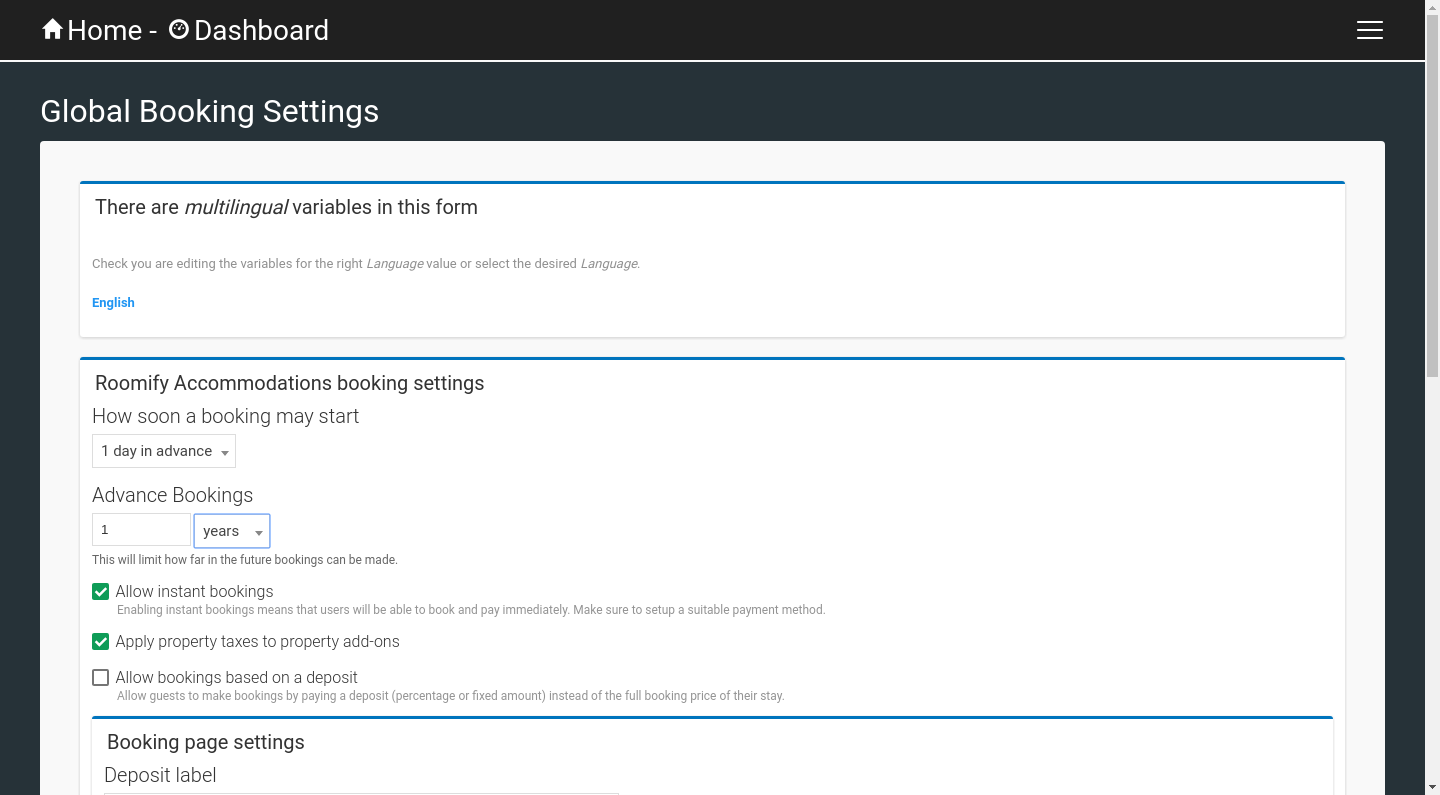 Home - Dashboard
Global Booking Settings
There are multilingual variables in this form
Check you are editing the variables for the right Language value or select the desired Language.
English
Roomify Accommodations booking settings
How soon a booking may start
1 day in advance
Advance Bookings
1 years
This will limit how far in the future bookings can be made.
Allow instant bookings
Enabling instant bookings means that users will be able to book and pay immediately. Make sure to setup a suitable payment method.
Apply property taxes to property add-ons
Allow bookings based on a deposit
Allow guests to make bookings by paying a deposit (percentage or fixed amount) instead of the full booking price of their stay.
Booking page settings
Deposit label